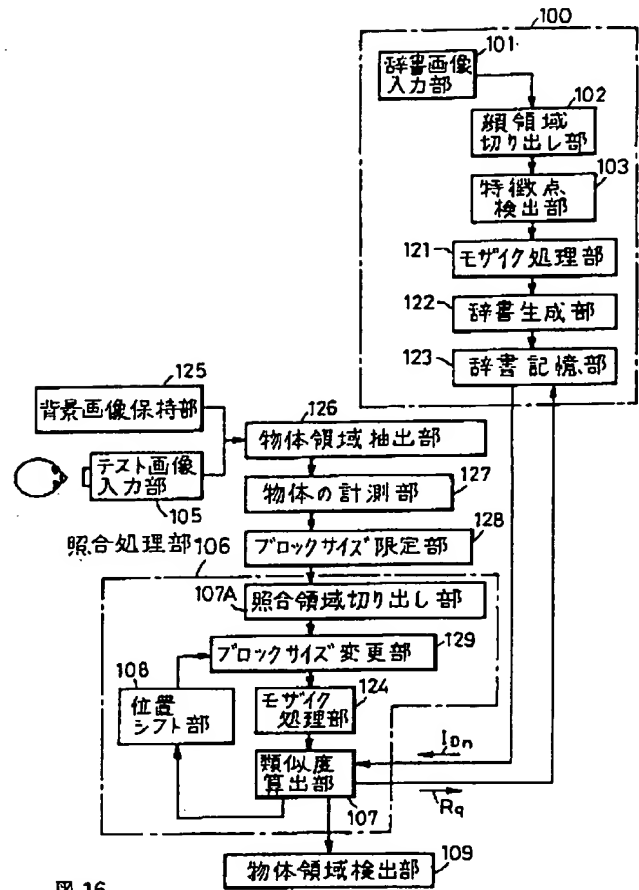 100
101
辞書画像
入力部
102
顔領域
切り出し部
103
特徴点
検出部
121
モザイク処理部
122
辞書生成部
123
辞書記憶部
125
背景画像保持部
126
物体領域抽出部
テスト画像
入力部
105
127
物体の計測部
128
ブロックサイズ限定部
照合処理部 106
107A
照合領域切り出し部
129
ブロックサイズ変更部
108
位置
シフト部
124
モザイク
処理部
IDn
類似度
算出部
107
Rq
物体領域検出部
109
図16